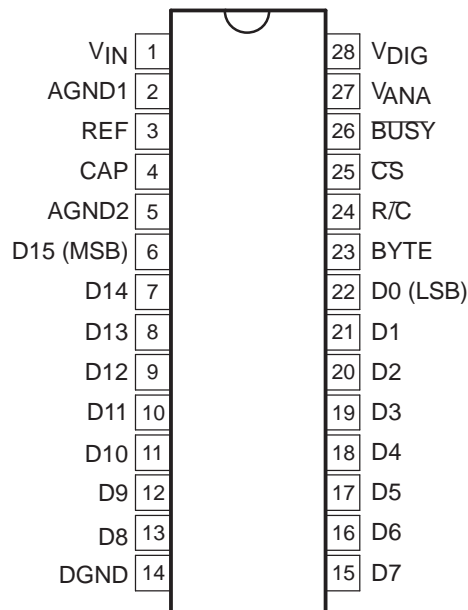 VIN 1 28 VDIG
AGND1 2 27 VANA
REF 3 26 BUSY
CAP 4 25 CS
AGND2 5 24 R/C
D15 (MSB) 6 23 BYTE
D14 7 22 D0 (LSB)
D13 8 21 D1
D12 9 20 D2
D11 10 19 D3
D10 11 18 D4
D9 12 17 D5
D8 13 16 D6
DGND 14 15 D7